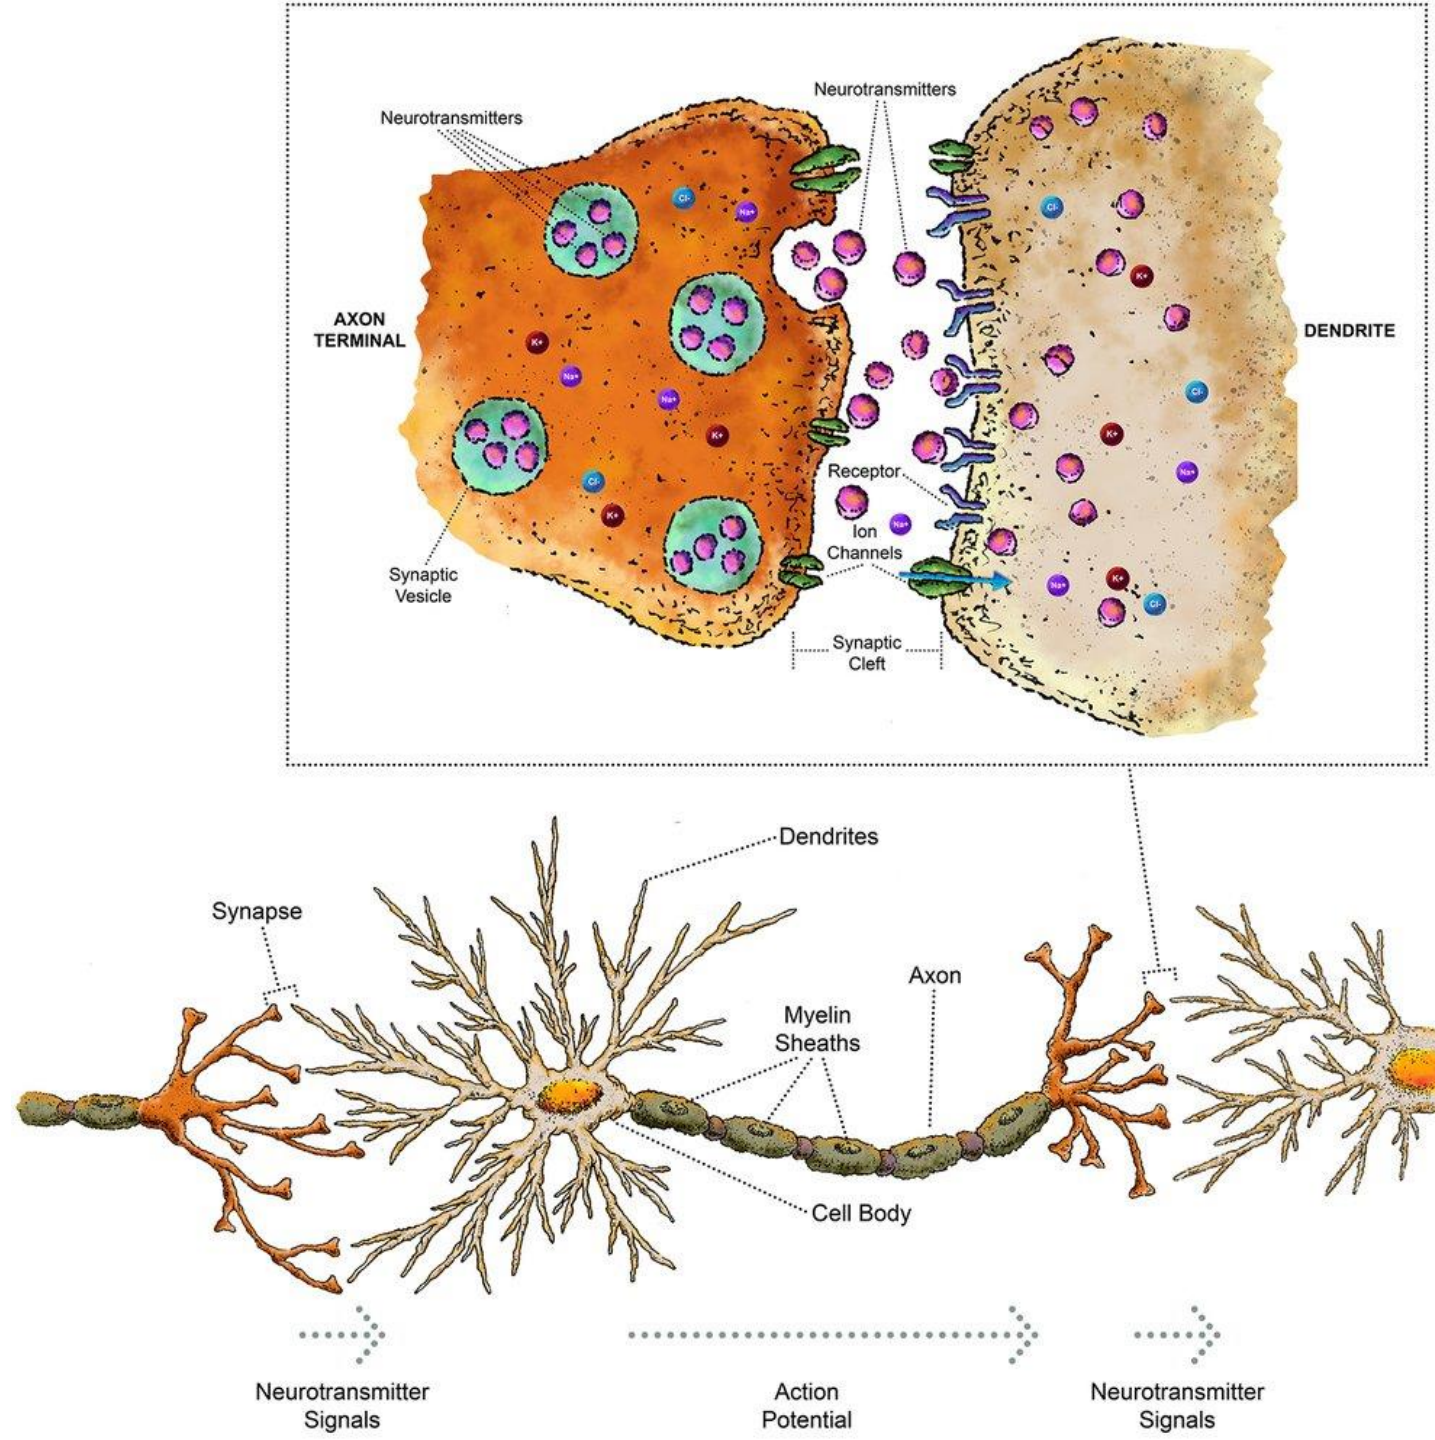 Neurotransmitters
Neurotransmitters
Cl-
Na+
Cl-
K+
AXON
TERMINAL
DENDRITE
K+
Na+
Na+
K+
Cl-
K+
Cl-
K+
Na+
Receptor
Na+
Ion
Channels
Synaptic
Vesicle
Na+
K+
Cl-
Synaptic
Cleft
Dendrites
Synapse
Axon
Myelin
Sheaths
Cell Body
Neurotransmitter
Signals
Action
Potential
Neurotransmitter
Signals